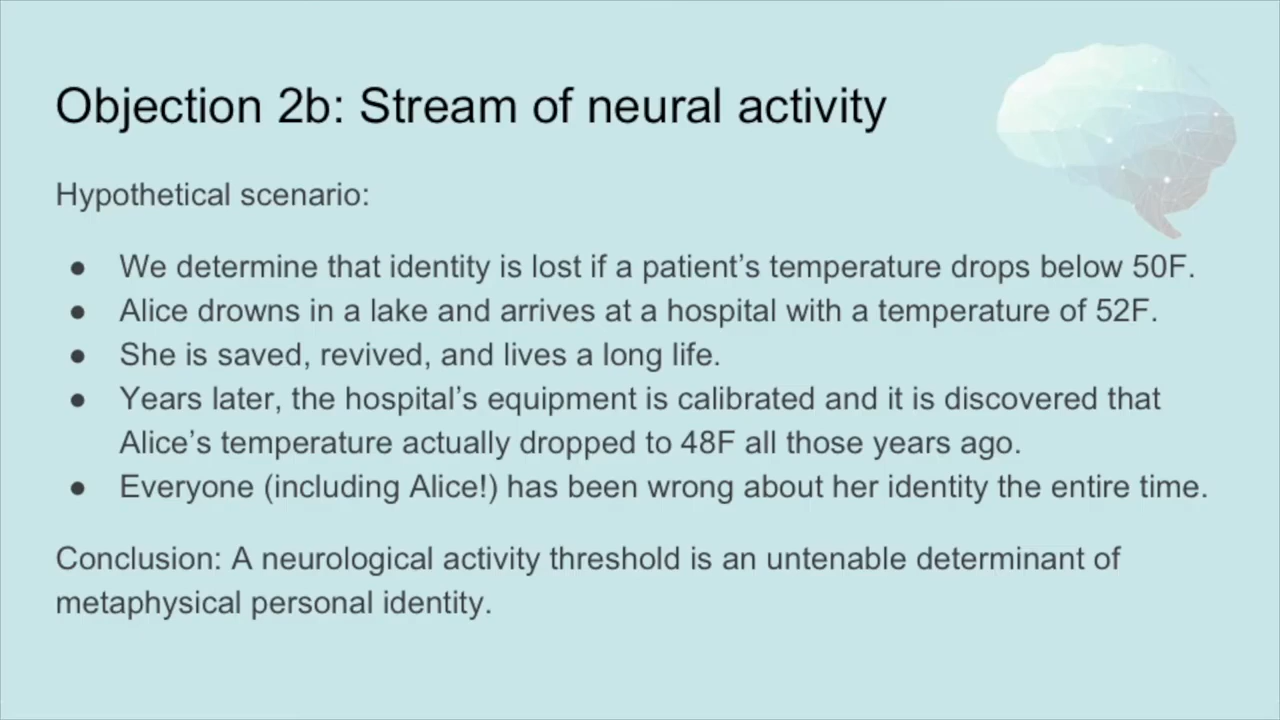 Objection 2b: Stream of neural activity
Hypothetical scenario:
● We determine that identity is lost if a patient’s temperature drops below 50F.
● Alice drowns in a lake and arrives at a hospital with a temperature of 52F.
● She is saved, revived, and lives a long life.
● Years later, the hospital’s equipment is calibrated and it is discovered that
Alice’s temperature actually dropped to 48F all those years ago.
● Everyone (including Alice!) has been wrong about her identity the entire time.
Conclusion: A neurological activity threshold is an untenable determinant of
metaphysical personal identity.